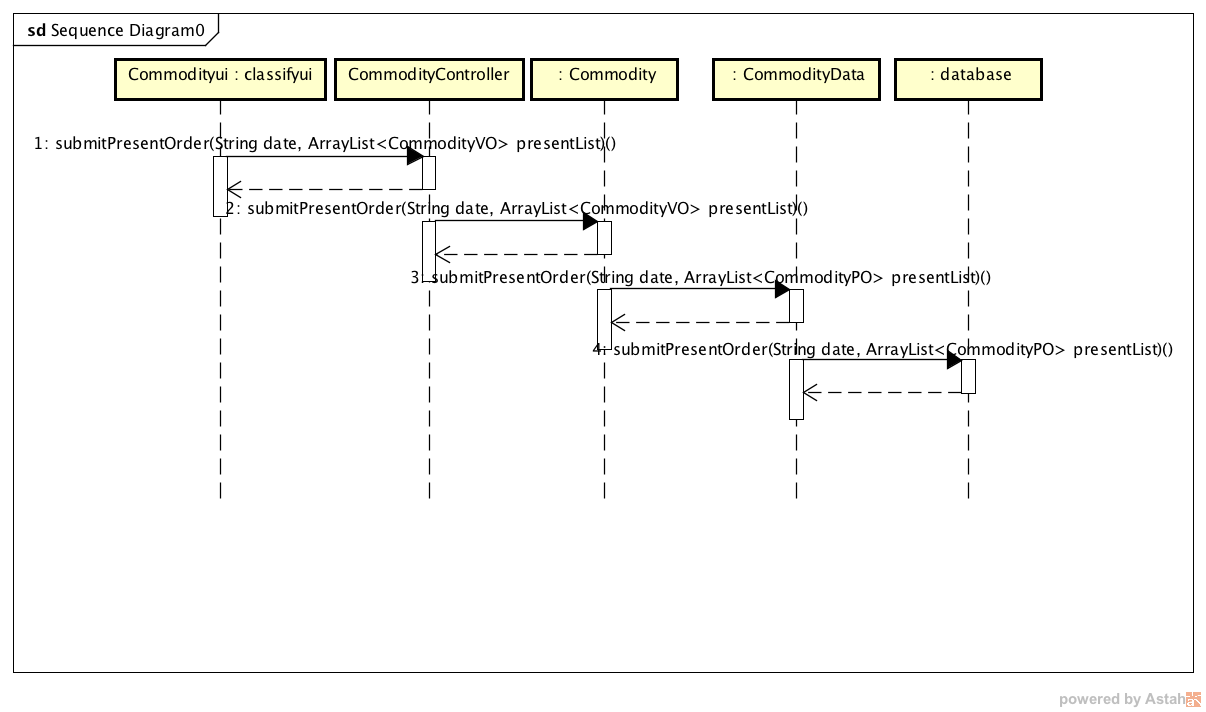 sd Sequence Diagram0
Commodityui : classifyui
CommodityController
: Commodity
: CommodityData
: database
1: submitPresentOrder(String date, ArrayList<CommodityVO> presentList)()
2: submitPresentOrder(String date, ArrayList<CommodityVO> presentList)()
3: submitPresentOrder(String date, ArrayList<CommodityPO> presentList)()
4: submitPresentOrder(String date, ArrayList<CommodityPO> presentList)()
powered by Astah